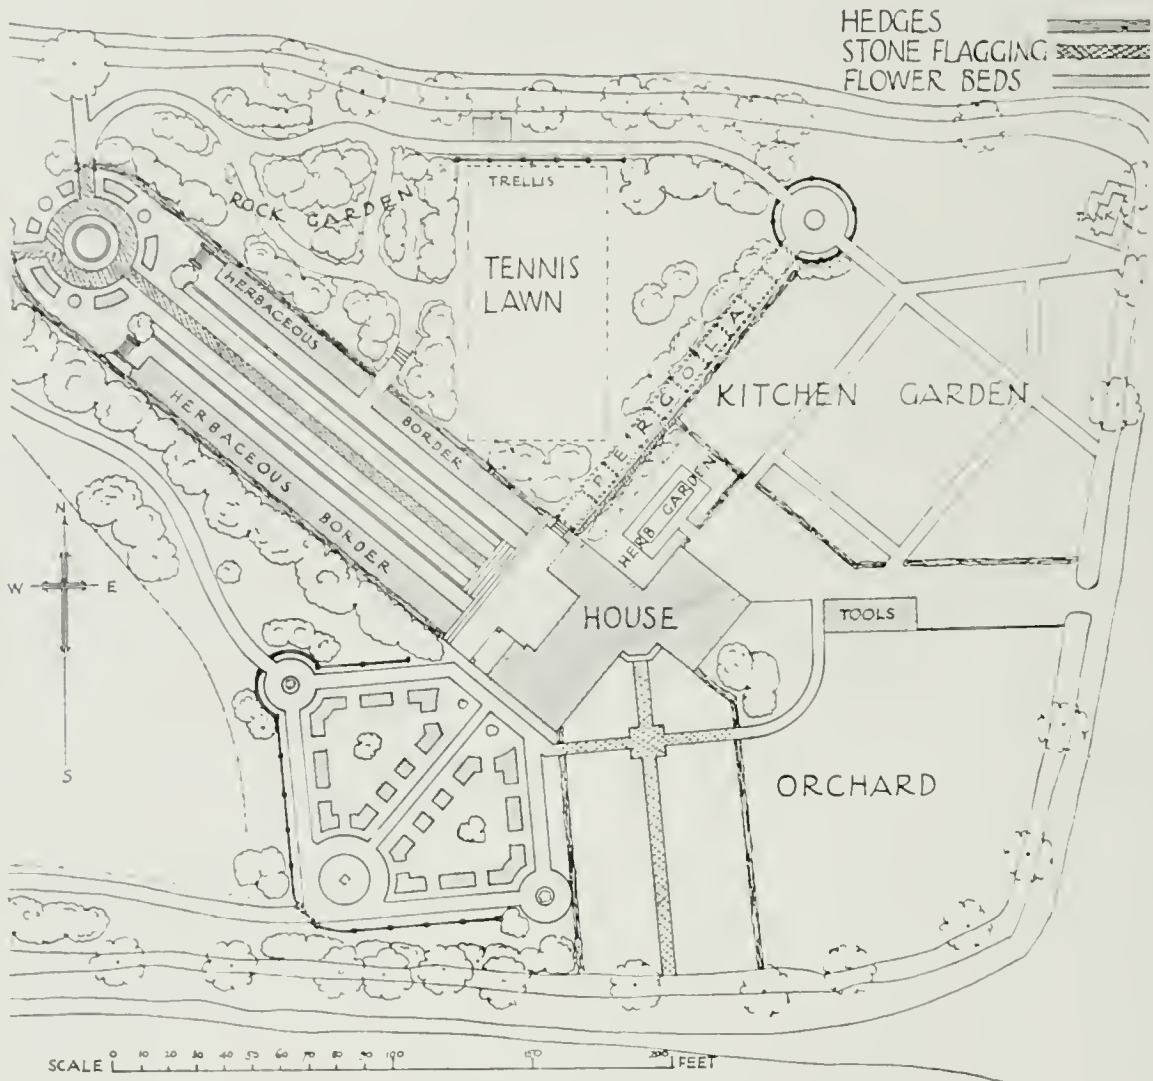 HEDGES
STONE FLAGGING
FLOWER BEDS
TRELLIS
ROCK GARDEN
TANK
TENNIS
LAWN
HERBACEOUS
BORDER
PERGOLA
KITCHEN GARDEN
HERBACEOUS BORDER
HERB GARDEN
N
W E
S
HOUSE
TOOLS
ORCHARD
SCALE 0 10 20 30 40 50 60 70 80 90 100 150 200 FEET